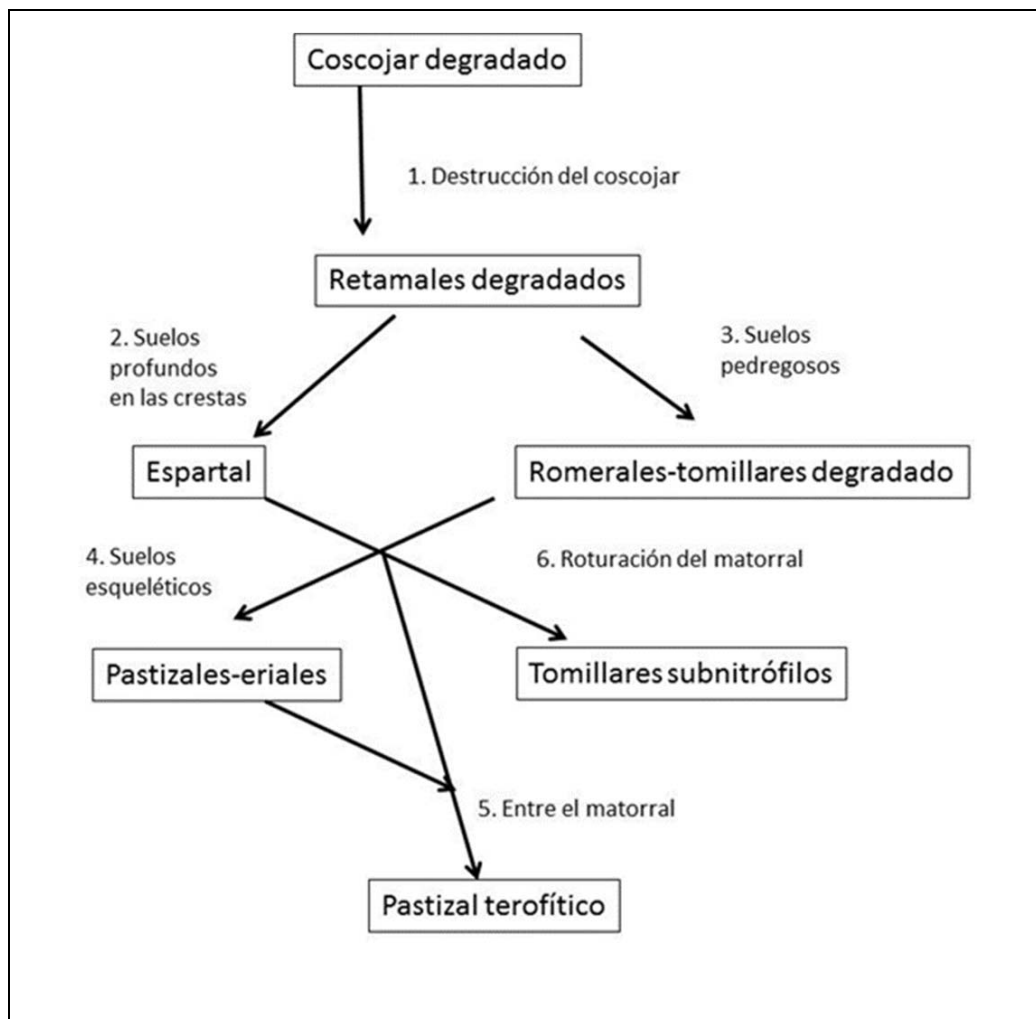 Coscojar degradado
1. Destrucción del coscojar
Retamales degradados
2. Suelos
profundos
en las crestas
3. Suelos
pedregosos
Espartal
Romerales-tomillares degradado
4. Suelos
esqueléticos
6. Roturación del matorral
Pastizales-eriales
Tomillares subnitrófilos
5. Entre el matorral
Pastizal terofítico